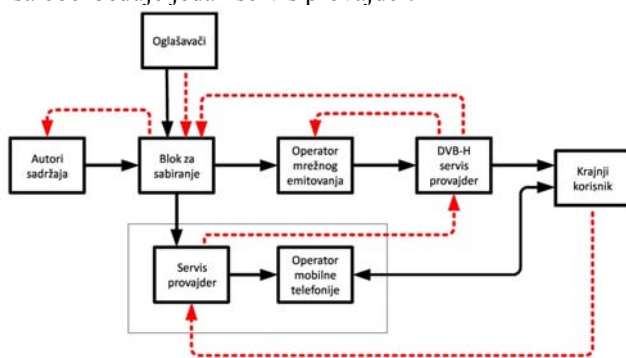 Oglašavači
Autori
sadržaja
Blok za
sabiranje
Operator
mrežnog
emitovanja
DVB-H
servis
provajder
Krajnji
korisnik
Servis
provajder
Operator
mobilne
telefonije